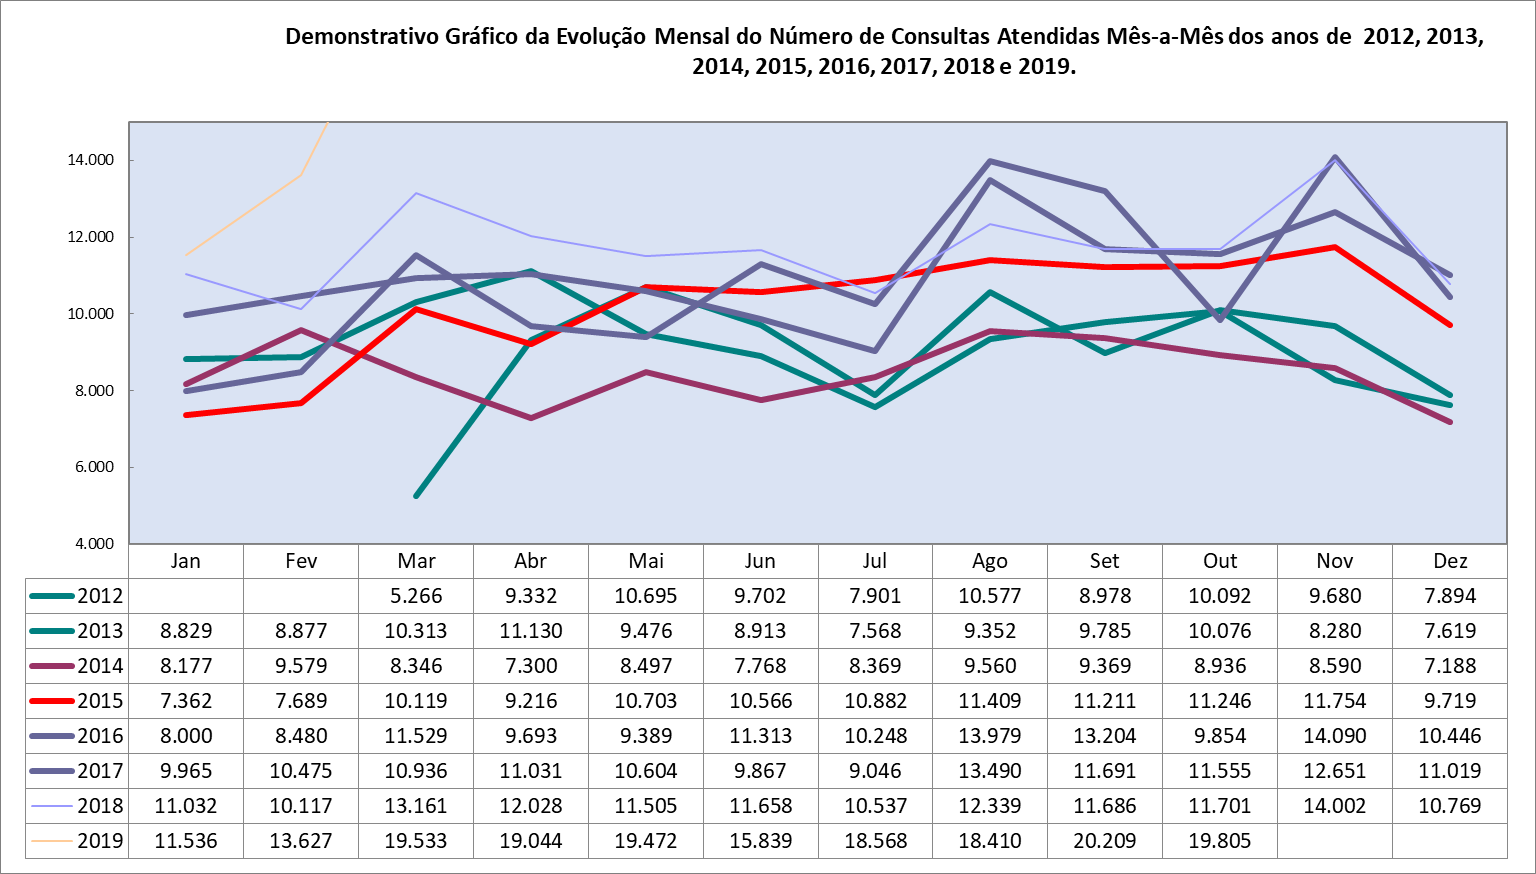 Demonstrativo Gráfico da Evolução Mensal do Número de Consultas Atendidas Mês-a-Mês dos anos de 2012, 2013,
2014, 2015, 2016, 2017, 2018 e 2019.
14.000
12.000
10.000
8.000
6.000
4.000
Jan Fev Mar Abr Mai Jun Jul Ago Set Out Nov Dez
2012 5.266 9.332 10.695 9.702 7.901 10.577 8.978 10.092 9.680 7.894
2013 8.829 8.877 10.313 11.130 9.476 8.913 7.568 9.352 9.785 10.076 8.280 7.619
2014 8.177 9.579 8.346 7.300 8.497 7.768 8.369 9.560 9.369 8.936 8.590 7.188
2015 7.362 7.689 10.119 9.216 10.703 10.566 10.882 11.409 11.211 11.246 11.754 9.719
2016 8.000 8.480 11.529 9.693 9.389 11.313 10.248 13.979 13.204 9.854 14.090 10.446
2017 9.965 10.475 10.936 11.031 10.604 9.867 9.046 13.490 11.691 11.555 12.651 11.019
2018 11.032 10.117 13.161 12.028 11.505 11.658 10.537 12.339 11.686 11.701 14.002 10.769
2019 11.536 13.627 19.533 19.044 19.472 15.839 18.568 18.410 20.209 19.805